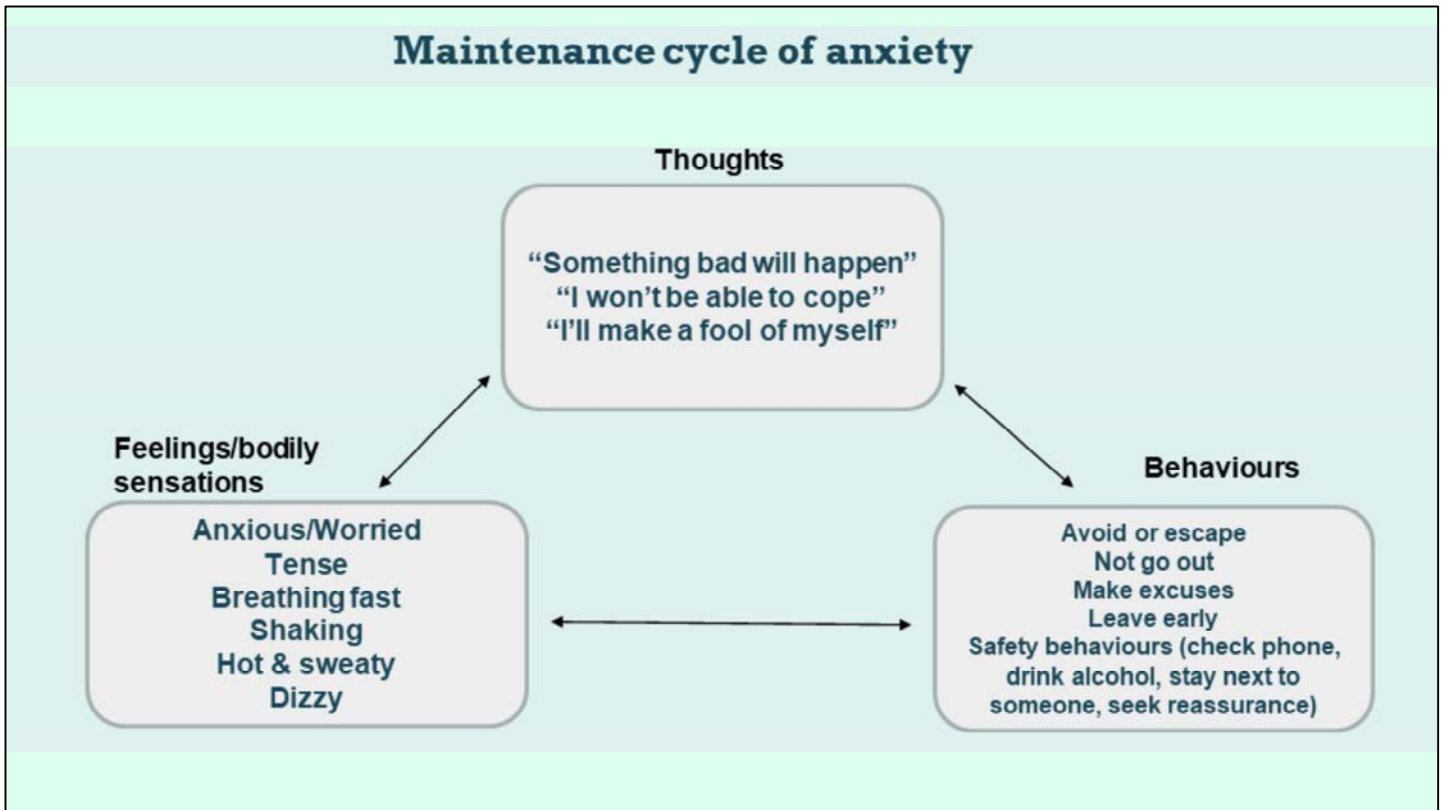 Maintenance cycle of anxiety
Thoughts
“Something bad will happen”
“I won’t be able to cope”
“I’ll make a fool of myself”
Feelings/bodily
sensations
Anxious/Worried
Tense
Breathing fast
Shaking
Hot & sweaty
Dizzy
Behaviours
Avoid or escape
Not go out
Make excuses
Leave early
Safety behaviours (check phone,
drink alcohol, stay next to
someone, seek reassurance)